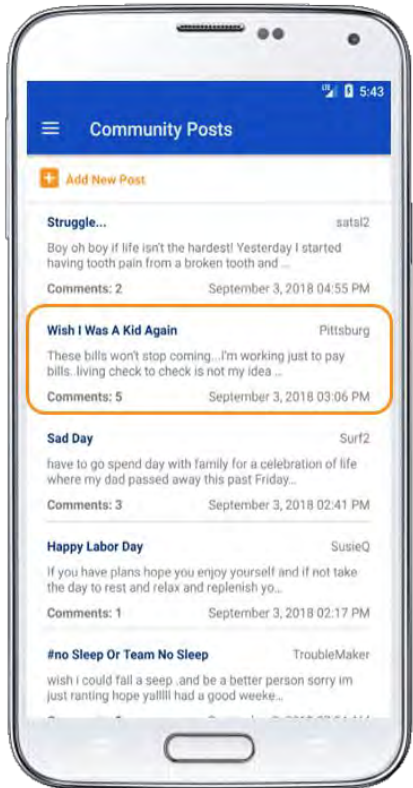 LTE 5:43
Community Posts
Add New Post
Struggle... satsl2
Boy oh boy if life isn't the hardest! Yesterday I started
having tooth pain from a broken tooth and ...
Comments: 2 September 3, 2018 04:55 PM
Wish I Was A Kid Again Pittsburg
These bills won't stop coming...I'm working just to pay
bills..living check to check is not my idea ...
Comments: 5 September 3, 2018 03:06 PM
Sad Day Surf2
have to go spend day with family for a celebration of life
where my dad passed away this past Friday...
Comments: 3 September 3, 2018 02:41 PM
Happy Labor Day SusieQ
If you have plans hope you enjoy yourself and if not take
the day to rest and relax and replenish yo...
Comments: 1 September 3, 2018 02:17 PM
#no Sleep Or Team No Sleep TroubleMaker
wish i could fall a seep .and be a better person sorry im
just ranting hope yalllll had a good weeke...